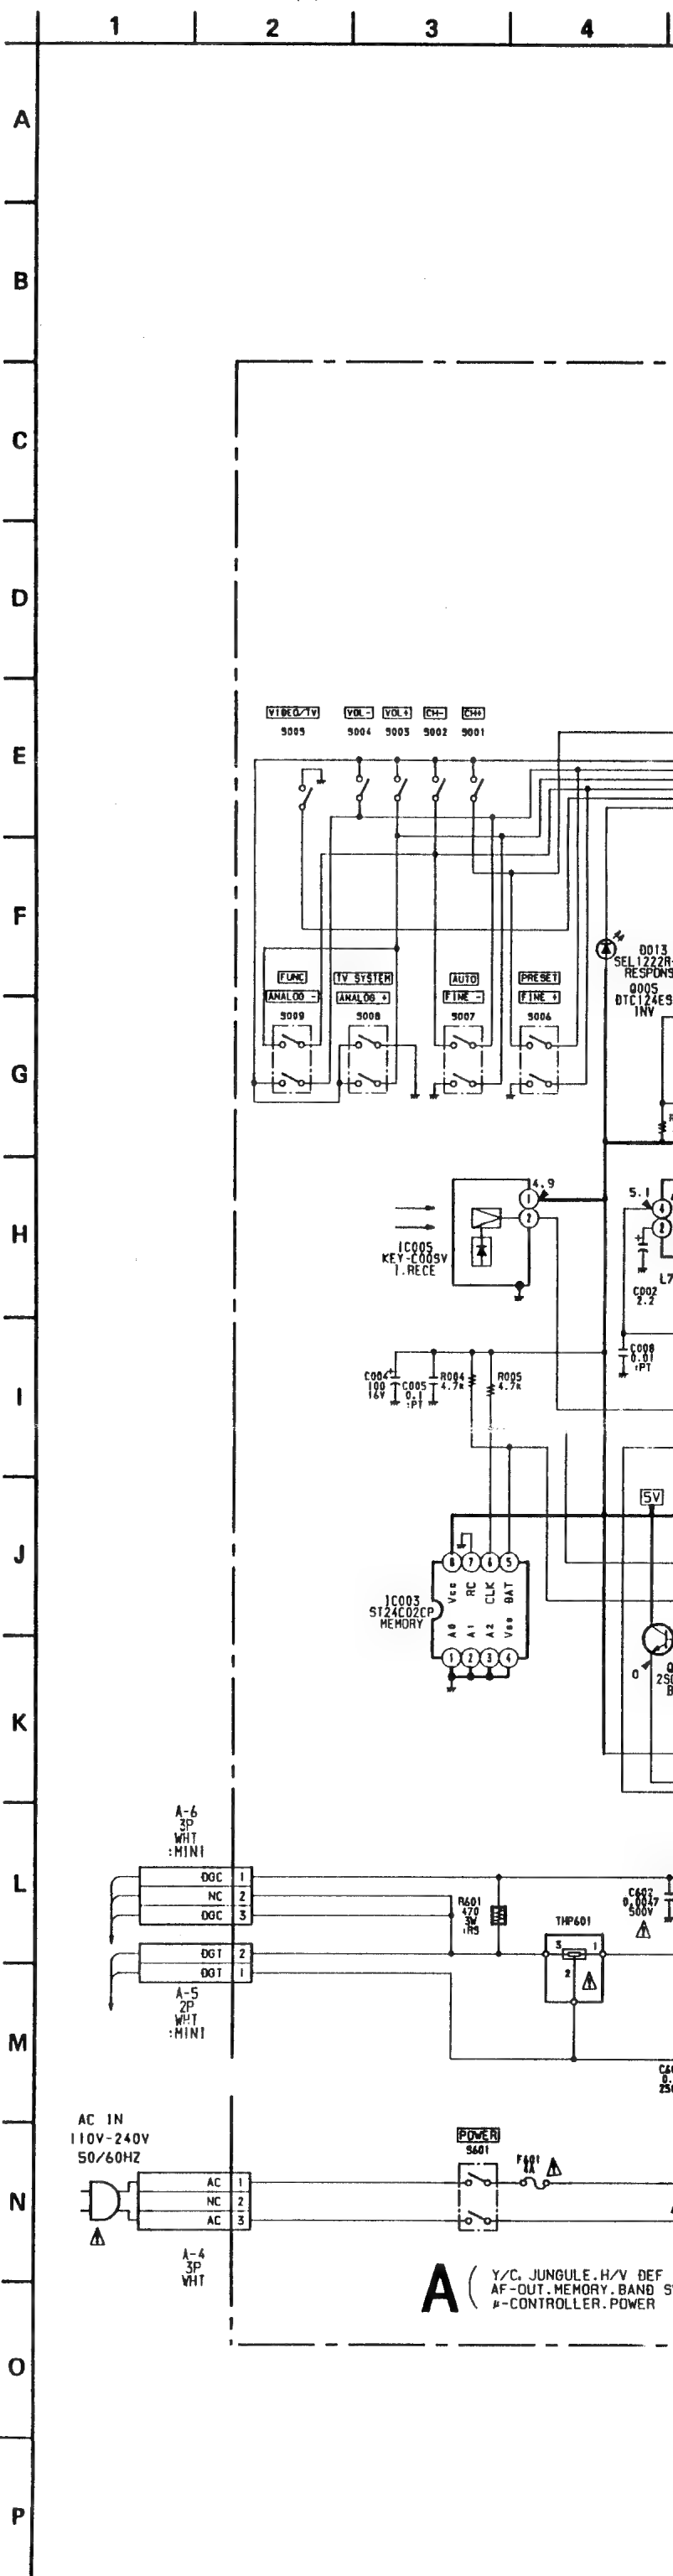 1 2 3 4
A
B
C
D
VIDEO/TV VOL- VOL+ CH- CH+
S005 S004 S003 S002 S001
E
F
D013
SEL1222R-
RESPONS
Q005
DTC124ES
INV
FUNC TV SYSTEM AUTO PRESET
ANALOG - ANALOG + FINE - FINE +
S009 S008 S007 S006
G
H
4.9
1
2
IC005
KEY-C00SV
I.RECE
5.1
4
2
C002
2.2
L7
I
C004
100
16V
C005
0.1
:PT
R004
4.7K
R005
4.7K
C008
0.01
:PT
5V
J
8 7 6 5
Vcc RC CLK BAT
IC003
ST24C02CP
MEMORY
A0 A1 A2 Vss
1 2 3 4
0
Q
2S
B
K
A-6
3P
WHT
:MINI
L
DGC 1
NC 2
DGC 3
R601
470
3W
:RS
C602
0.0047
500V
THP601
3 1
2
DGT 2
DGT 1
A-5
2P
WHT
:MINI
M
C60
0.
250
AC IN
110V-240V
50/60HZ
POWER
S601
F601
4A
N
AC 1
NC 2
AC 3
A-4
3P
WHT
A
Y/C. JUNGULE.H/V DEF
AF-OUT.MEMORY.BAND S
μ-CONTROLLER.POWER
O
P